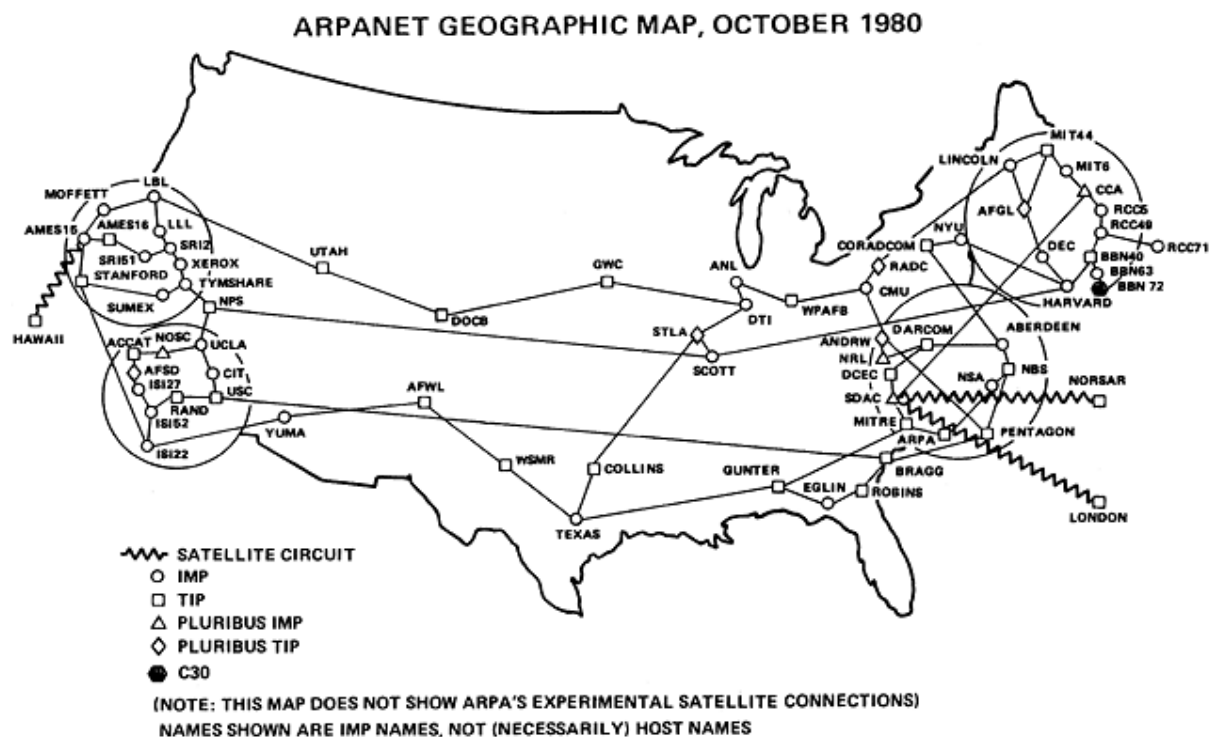 ARPANET GEOGRAPHIC MAP, OCTOBER 1980
MIT44
LINCOLN
MIT6
MOFFETT
LBL
CCA
AFGL
RCC5
AMES15
AMES16
LLL
RCC49
NYU
SRI2
CORADCOM
DEC
RCC71
SRI51
XEROX
UTAH
GWC
ANL
RADC
BBN40
STANFORD
TYMSHARE
BBN63
BBN 72
SUMEX
NPS
CMU
HARVARD
DOCB
WPAFB
DTI
HAWAII
NOSC
STLA
DARCOM
ABERDEEN
ACCAT
UCLA
ANDRW
NRL
SCOTT
AFSD
CIT
DCEC
NSA
NBS
NORSAR
ISI27
AFWL
USC
SDAC
RAND
ISI52
MITRE
YUMA
ARPA
PENTAGON
ISI22
WSMR
COLLINS
GUNTER
BRAGG
EGLIN
ROBINS
LONDON
TEXAS
SATELLITE CIRCUIT
IMP
TIP
PLURIBUS IMP
PLURIBUS TIP
C30
(NOTE: THIS MAP DOES NOT SHOW ARPA'S EXPERIMENTAL SATELLITE CONNECTIONS)
NAMES SHOWN ARE IMP NAMES, NOT (NECESSARILY) HOST NAMES